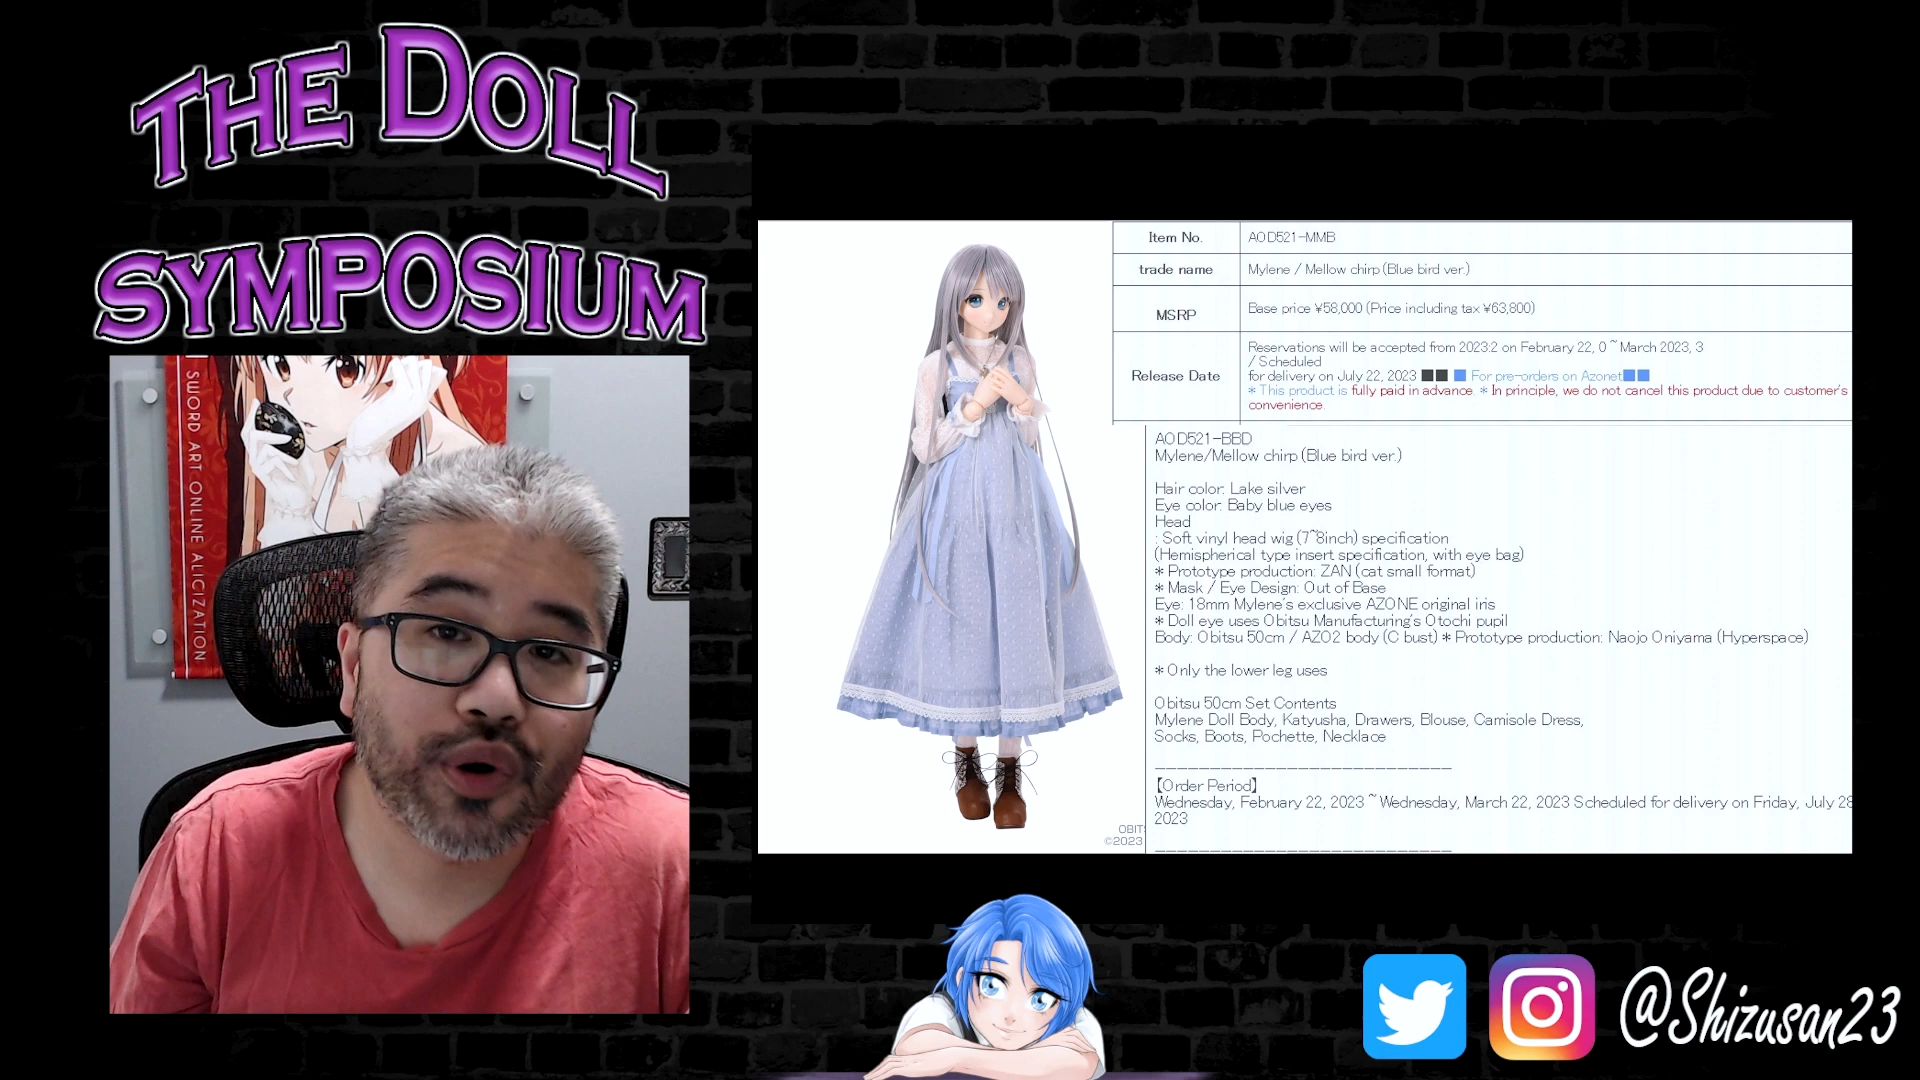 THE DOLL
SYMPOSIUM
SWORD ART ONLINE ALICIZATION
Item No. AOD521-MMB
trade name Mylene / Mellow chirp (Blue bird ver.)
MSRP Base price ¥58,000 (Price including tax ¥63,800)
Release Date Reservations will be accepted from 2023:2 on February 22, 0 ~ March 2023, 3
/ Scheduled
for delivery on July 22, 2023 ■■ ■ For pre-orders on Azonet■■
* This product is fully paid in advance. * In principle, we do not cancel this product due to customer's
convenience.
AOD521-BBD
Mylene/Mellow chirp (Blue bird ver.)
Hair color: Lake silver
Eye color: Baby blue eyes
Head
: Soft vinyl head wig (7~8inch) specification
(Hemispherical type insert specification, with eye bag)
* Prototype production: ZAN (cat small format)
* Mask / Eye Design: Out of Base
Eye: 18mm Mylene's exclusive AZONE original iris
* Doll eye uses Obitsu Manufacturing's Otochi pupil
Body: Obitsu 50cm / AZO2 body (C bust) * Prototype production: Naojo Oniyama (Hyperspace)
* Only the lower leg uses
Obitsu 50cm Set Contents
Mylene Doll Body, Katyusha, Drawers, Blouse, Camisole Dress,
Socks, Boots, Pochette, Necklace
【Order Period】
Wednesday, February 22, 2023 ~ Wednesday, March 22, 2023 Scheduled for delivery on Friday, July 28
2023
OBIT
©2023
@Shizusan23